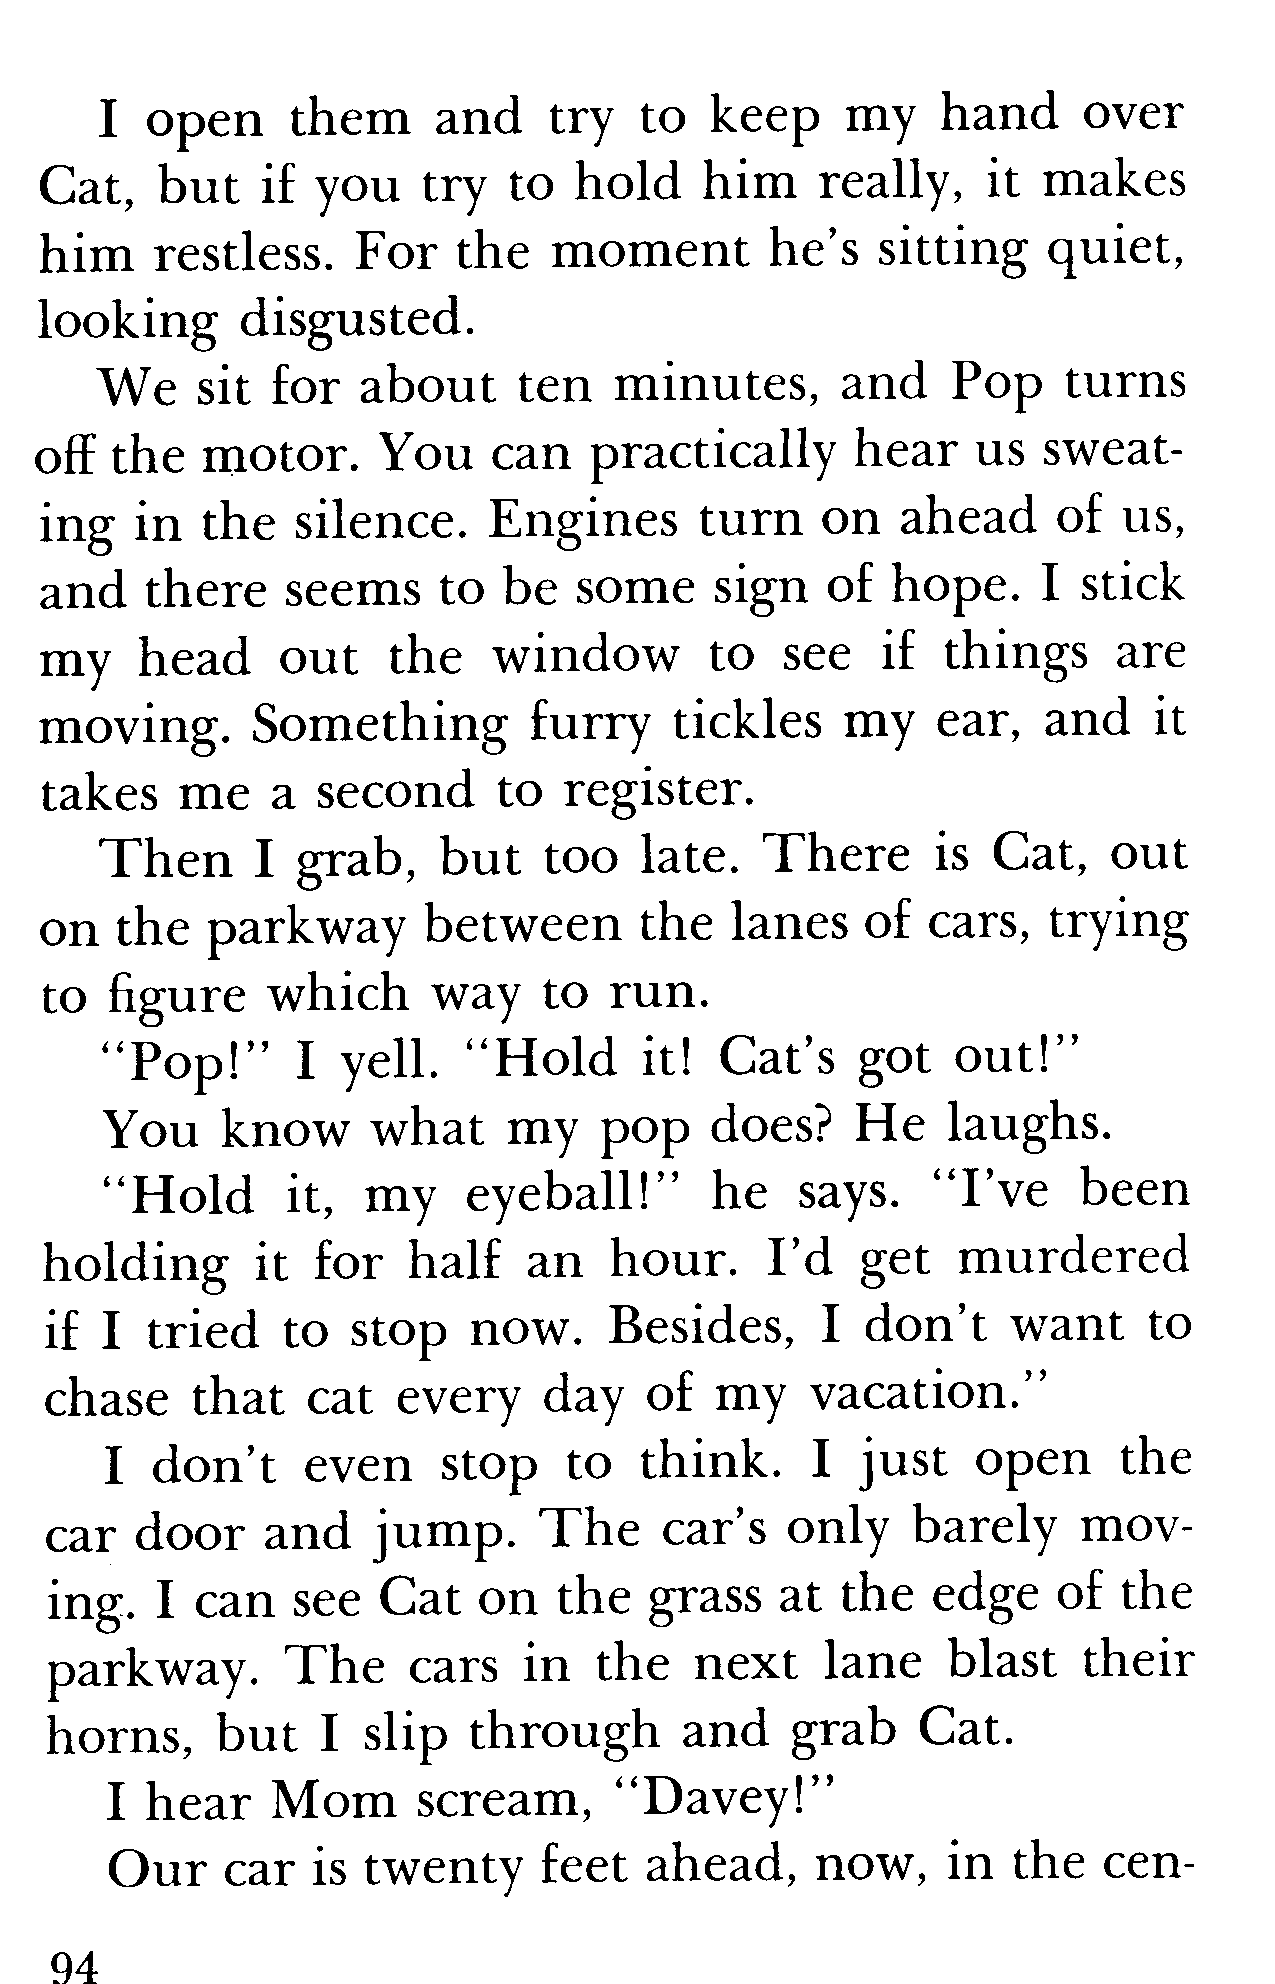 I open them and try to keep my hand over
Cat, but if you try to hold him really, it makes
him restless. For the moment he's sitting quiet,
looking disgusted.
We sit for about ten minutes, and Pop turns
off the motor. You can practically hear us sweat-
ing in the silence. Engines turn on ahead of us,
and there seems to be some sign of hope. I stick
my head out the window to see if things are
moving. Something furry tickles my ear, and it
takes me a second to register.
Then I grab, but too late. There is Cat, out
on the parkway between the lanes of cars, trying
to figure which way to run.
"Pop!" I yell. "Hold it! Cat's got out!"
You know what my pop does? He laughs.
"Hold it, my eyeball!" he says. "I've been
holding it for half an hour. I'd get murdered
if I tried to stop now. Besides, I don't want to
chase that cat every day of my vacation."
I don't even stop to think. I just open the
car door and jump. The car's only barely mov-
ing. I can see Cat on the grass at the edge of the
parkway. The cars in the next lane blast their
horns, but I slip through and grab Cat.
I hear Mom scream, "Davey!"
Our car is twenty feet ahead, now, in the cen-
94